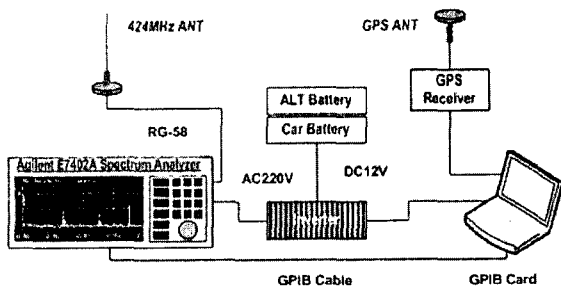 424MHz ANT
GPS ANT
GPS
Receiver
ALT Battery
Car Battery
RG-58
Agilent E7402A Spectrum Analyzer
AC220V
DC12V
Inverter
GPIB Cable
GPIB Card